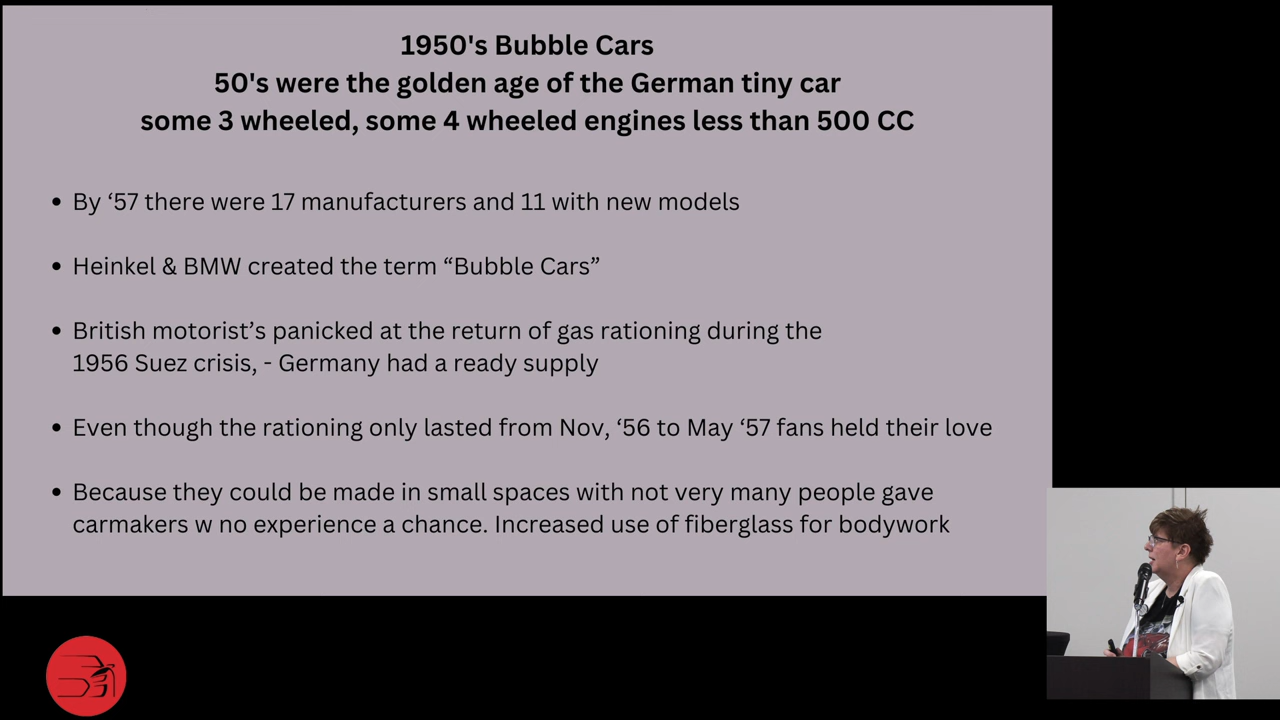 1950's Bubble Cars
50's were the golden age of the German tiny car
some 3 wheeled, some 4 wheeled engines less than 500 CC
• By ‘57 there were 17 manufacturers and 11 with new models
• Heinkel & BMW created the term “Bubble Cars”
• British motorist’s panicked at the return of gas rationing during the
1956 Suez crisis, - Germany had a ready supply
• Even though the rationing only lasted from Nov, ‘56 to May ‘57 fans held their love
• Because they could be made in small spaces with not very many people gave
carmakers w no experience a chance. Increased use of fiberglass for bodywork